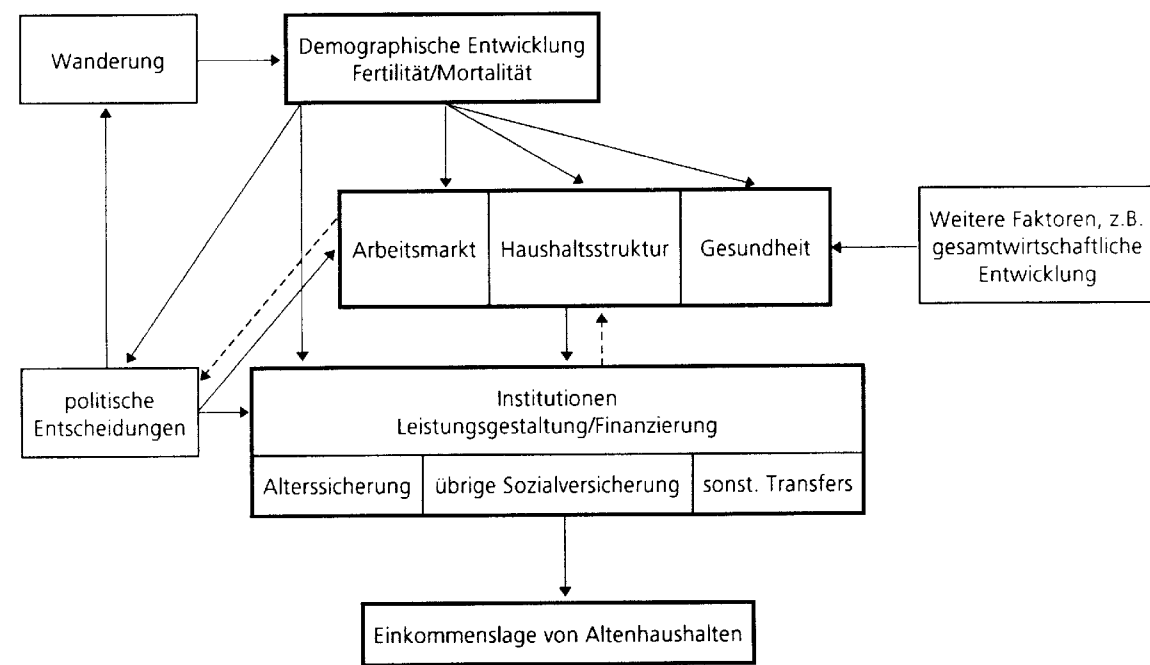 Wanderung
Demographische Entwicklung
Fertilität/Mortalität
Arbeitsmarkt
Haushaltsstruktur
Gesundheit
Weitere Faktoren, z.B.
gesamtwirtschaftliche
Entwicklung
politische
Entscheidungen
Institutionen
Leistungsgestaltung/Finanzierung
Alterssicherung
übrige Sozialversicherung
sonst. Transfers
Einkommenslage von Altenhaushalten